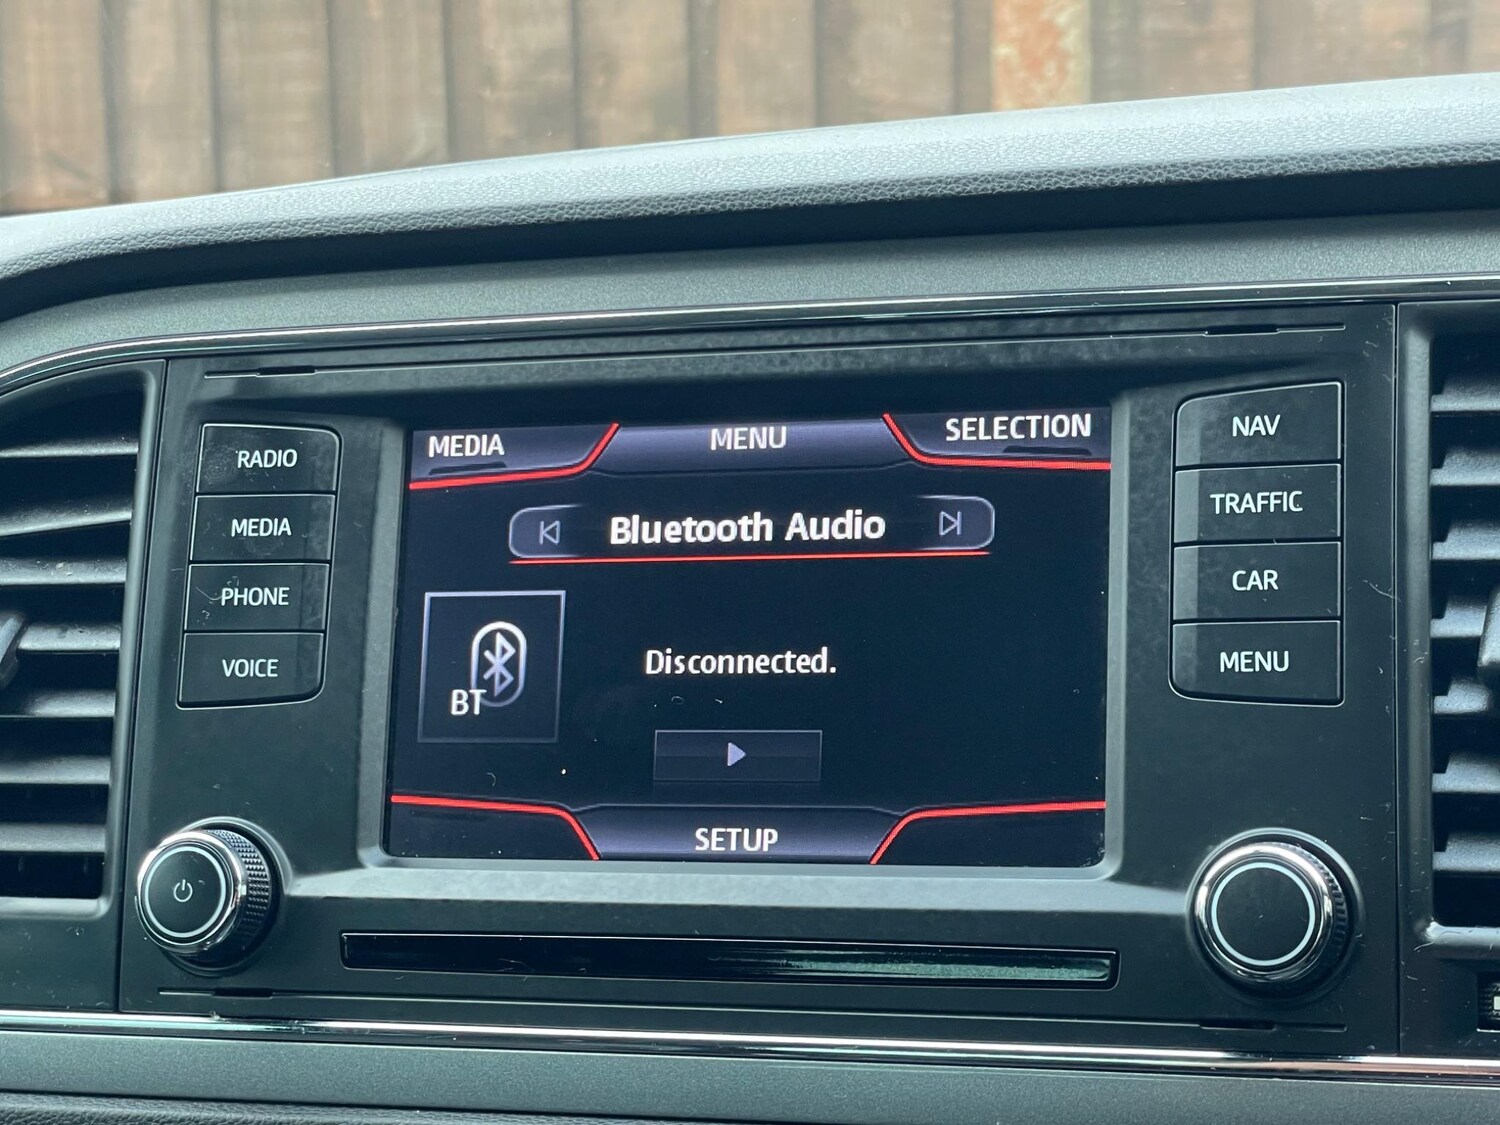 RADIO
MEDIA
PHONE
VOICE
MEDIA
MENU
SELECTION
Bluetooth Audio
BT
Disconnected.
SETUP
NAV
TRAFFIC
CAR
MENU